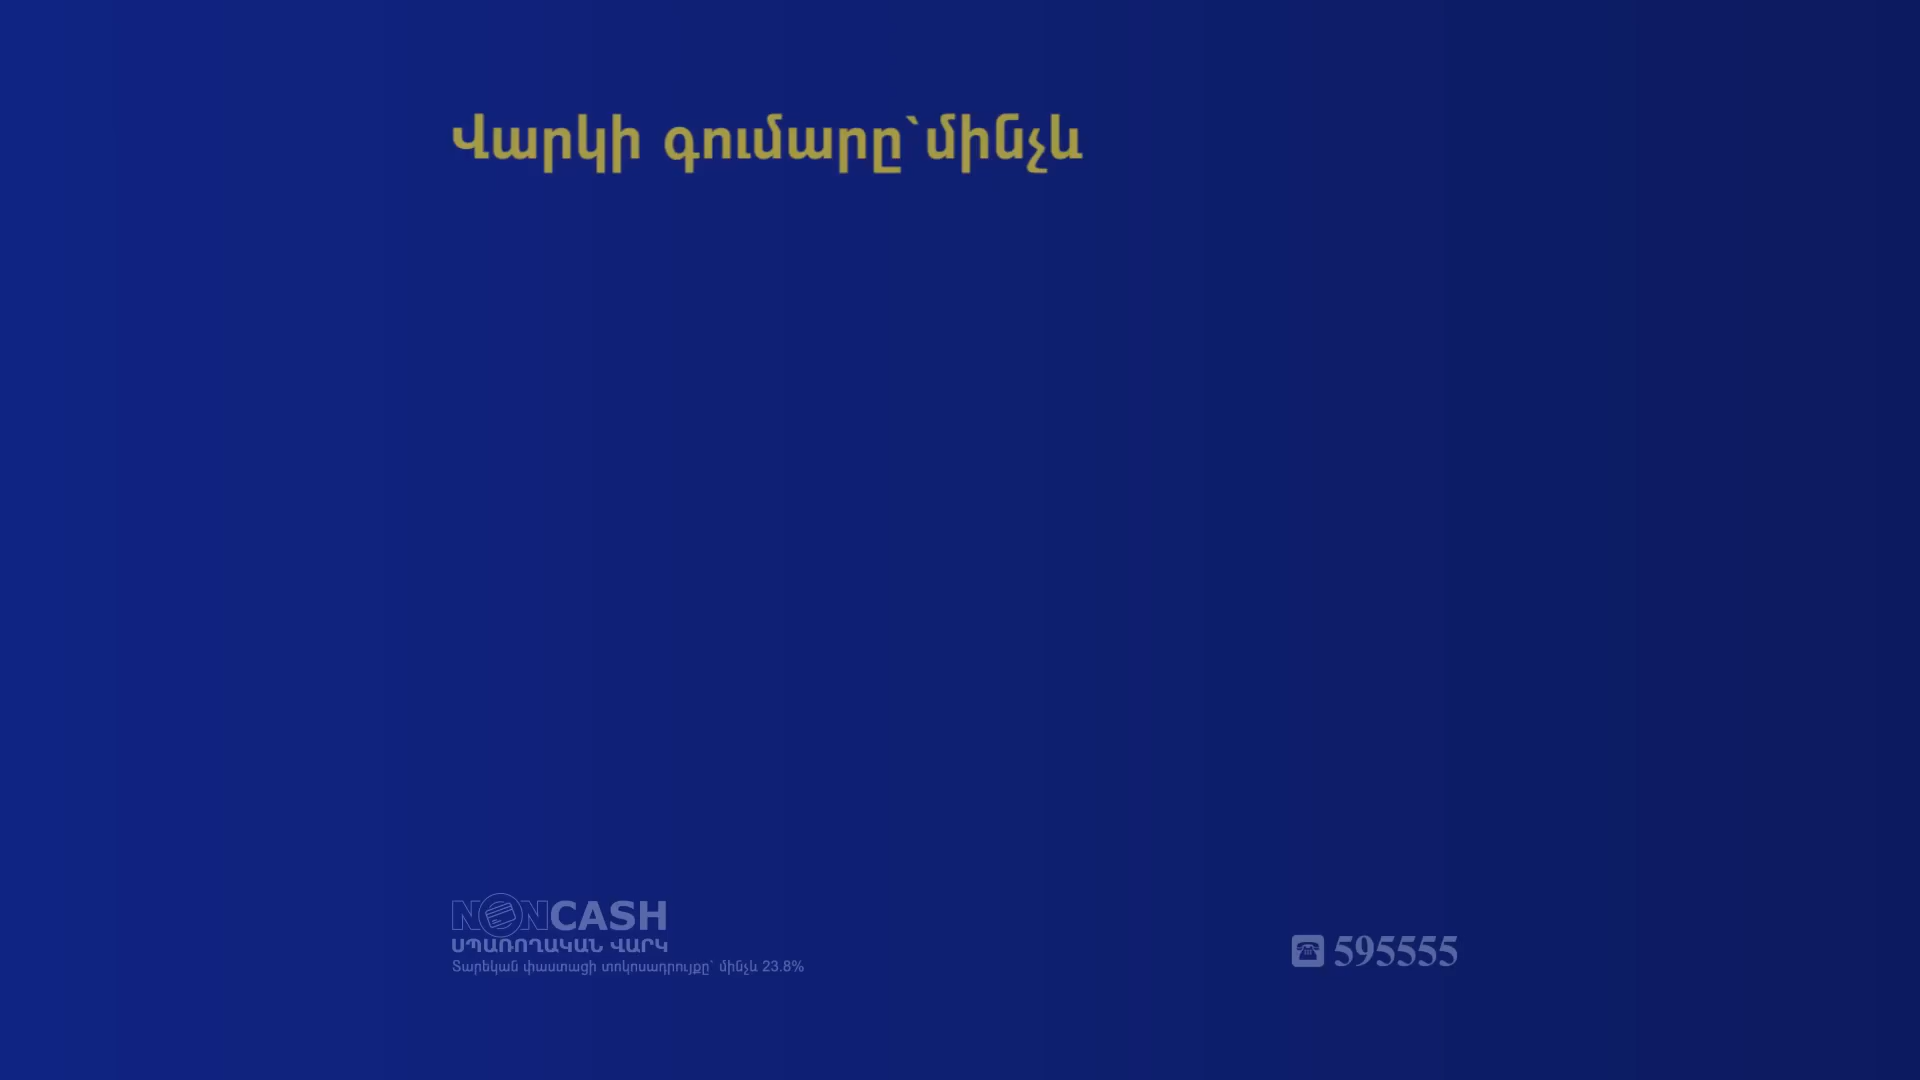 Վարկի գումարը՝մինչև
NONCASH
ՍՊԱՌՈՂԱԿԱՆ ՎԱՐԿ
Տարեկան փաստացի տոկոսադրույքը՝ մինչև 23.8%
595555